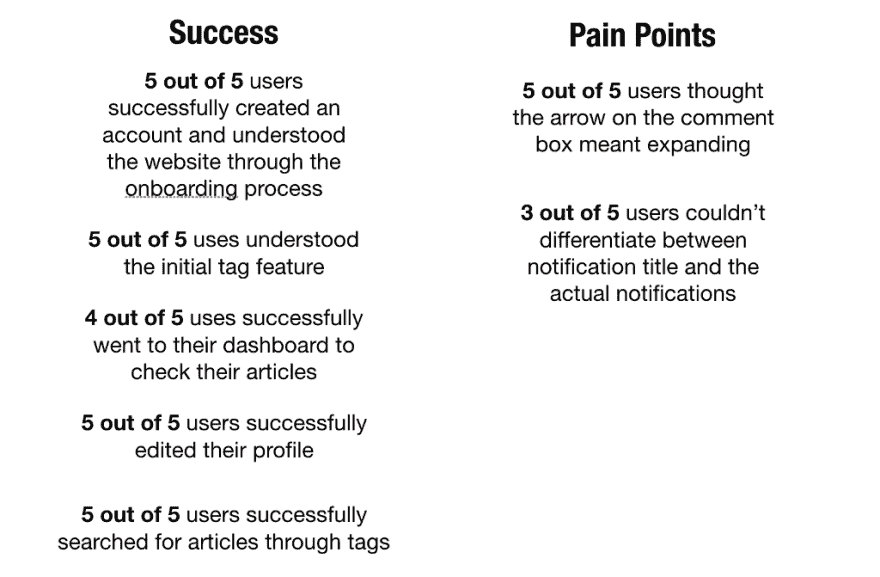 Success
5 out of 5 users
successfully created an
account and understood
the website through the
onboarding process
5 out of 5 uses understood
the initial tag feature
4 out of 5 uses successfully
went to their dashboard to
check their articles
5 out of 5 users successfully
edited their profile
5 out of 5 users successfully
searched for articles through tags
Pain Points
5 out of 5 users thought
the arrow on the comment
box meant expanding
3 out of 5 users couldn’t
differentiate between
notification title and the
actual notifications